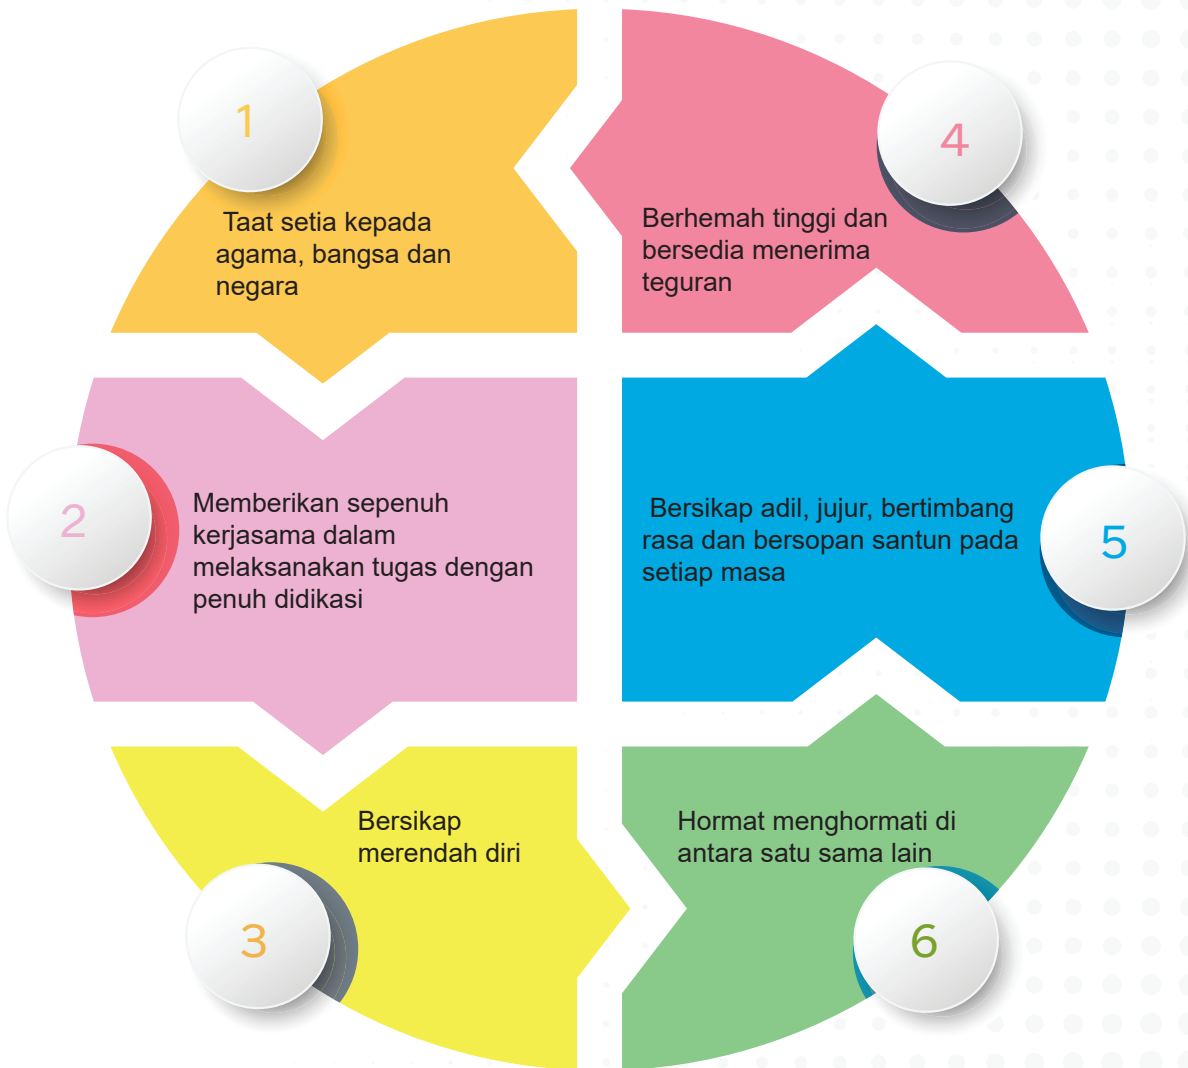 1
Taat setia kepada
agama, bangsa dan
negara
2
Memberikan sepenuh
kerjasama dalam
melaksanakan tugas dengan
penuh didikasi
3
Bersikap
merendah diri
4
Berhemah tinggi dan
bersedia menerima
teguran
5
Bersikap adil, jujur, bertimbang
rasa dan bersopan santun pada
setiap masa
6
Hormat menghormati di
antara satu sama lain